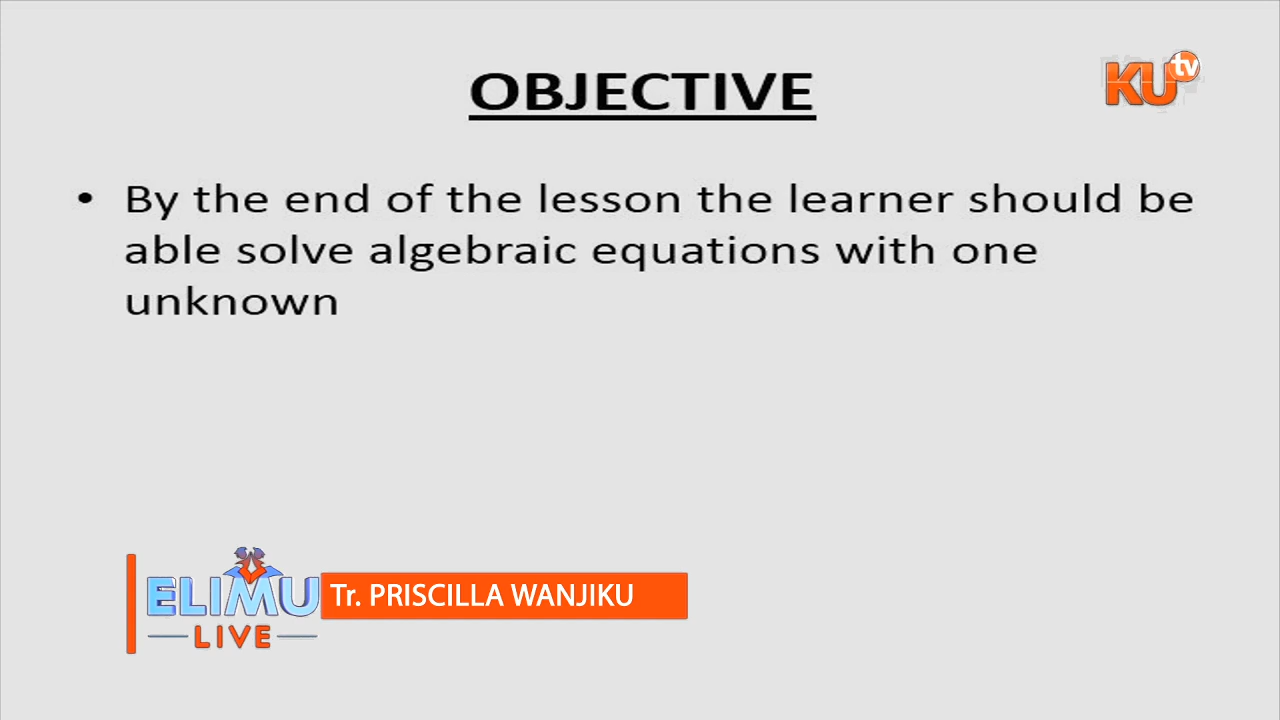 OBJECTIVE
KU tv
• By the end of the lesson the learner should be
able solve algebraic equations with one
unknown
ELIMU
LIVE
Tr. PRISCILLA WANJIKU